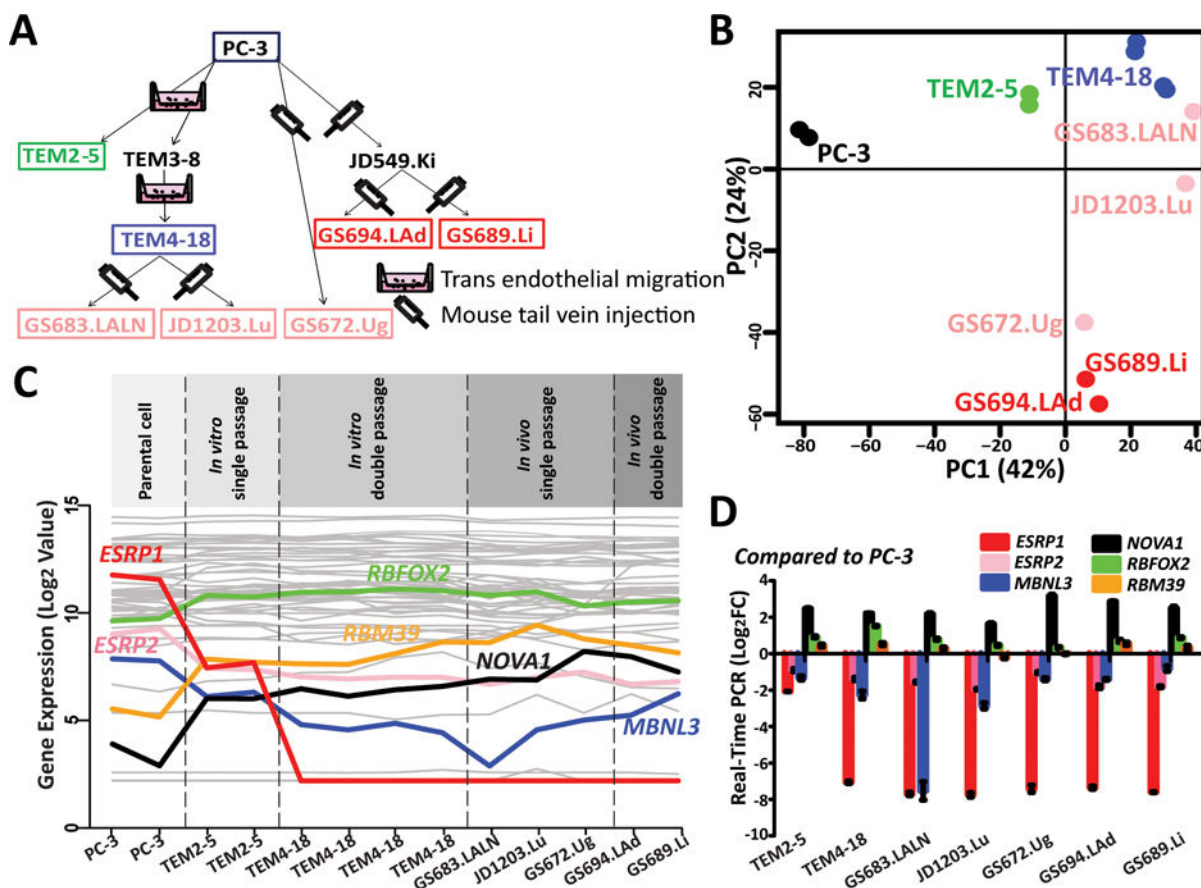 A
PC-3
TEM2-5
TEM3-8
JD549.Ki
TEM4-18
GS694.LAd
GS689.Li
GS683.LALN
JD1203.Lu
GS672.Ug
Trans endothelial migration
Mouse tail vein injection
B
PC2 (24%)
20
0
−20
−40
−60
PC-3
TEM2-5
TEM4-18
GS683.LALN
JD1203.Lu
GS672.Ug
GS689.Li
GS694.LAd
−80
−60
−40
−20
0
20
40
PC1 (42%)
C
Parental cell
In vitro
single passage
In vitro
double passage
In vivo
single passage
In vivo
double passage
Gene Expression (Log2 Value)
15
10
5
0
ESRP1
RBFOX2
ESRP2
RBM39
NOVA1
MBNL3
PC-3
PC-3
TEM2-5
TEM2-5
TEM4-18
TEM4-18
TEM4-18
TEM4-18
GS683.LALN
JD1203.Lu
GS672.Ug
GS694.LAd
GS689.Li
D
Compared to PC-3
ESRP1
ESRP2
MBNL3
NOVA1
RBFOX2
RBM39
Real-Time PCR (Log2FC)
4
2
0
-2
-4
-6
-8
-10
TEM2-5
TEM4-18
GS683.LALN
JD1203.Lu
GS672.Ug
GS694.LAd
GS689.Li